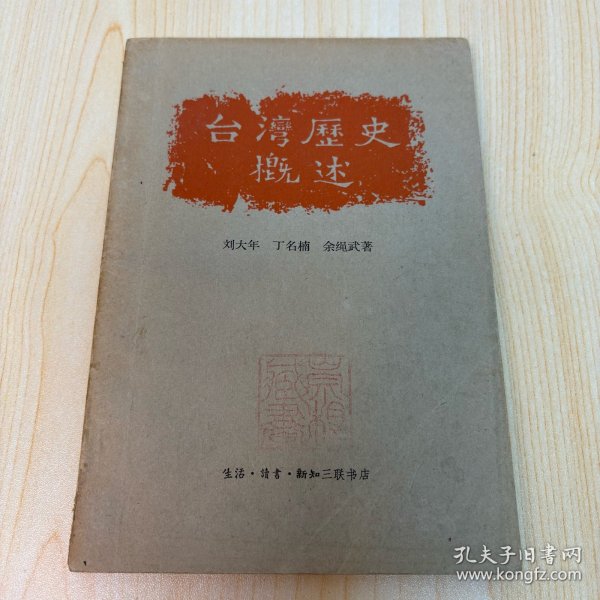 台灣歷史
概述
刘大年 丁名楠 余绳武著
生活·讀書·新知三联书店
孔夫子旧书网
www.kongfz.com